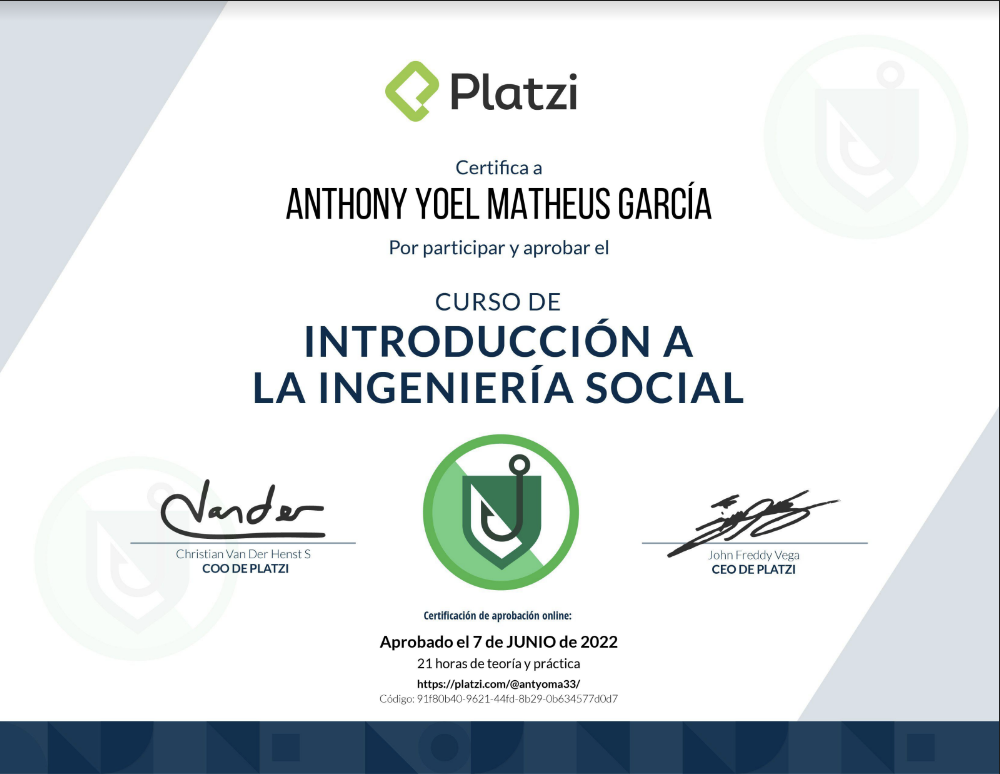 Platzi
Certifica a
ANTHONY YOEL MATHEUS GARCÍA
Por participar y aprobar el
CURSO DE
INTRODUCCIÓN A
LA INGENIERÍA SOCIAL
Vander
Christian Van Der Henst S
COO DE PLATZI
John Freddy Vega
CEO DE PLATZI
Certificación de aprobación online:
Aprobado el 7 de JUNIO de 2022
21 horas de teoría y práctica
https://platzi.com/@antyoma33/
Código: 91f80b40-9621-44fd-8b29-0b634577d0d7